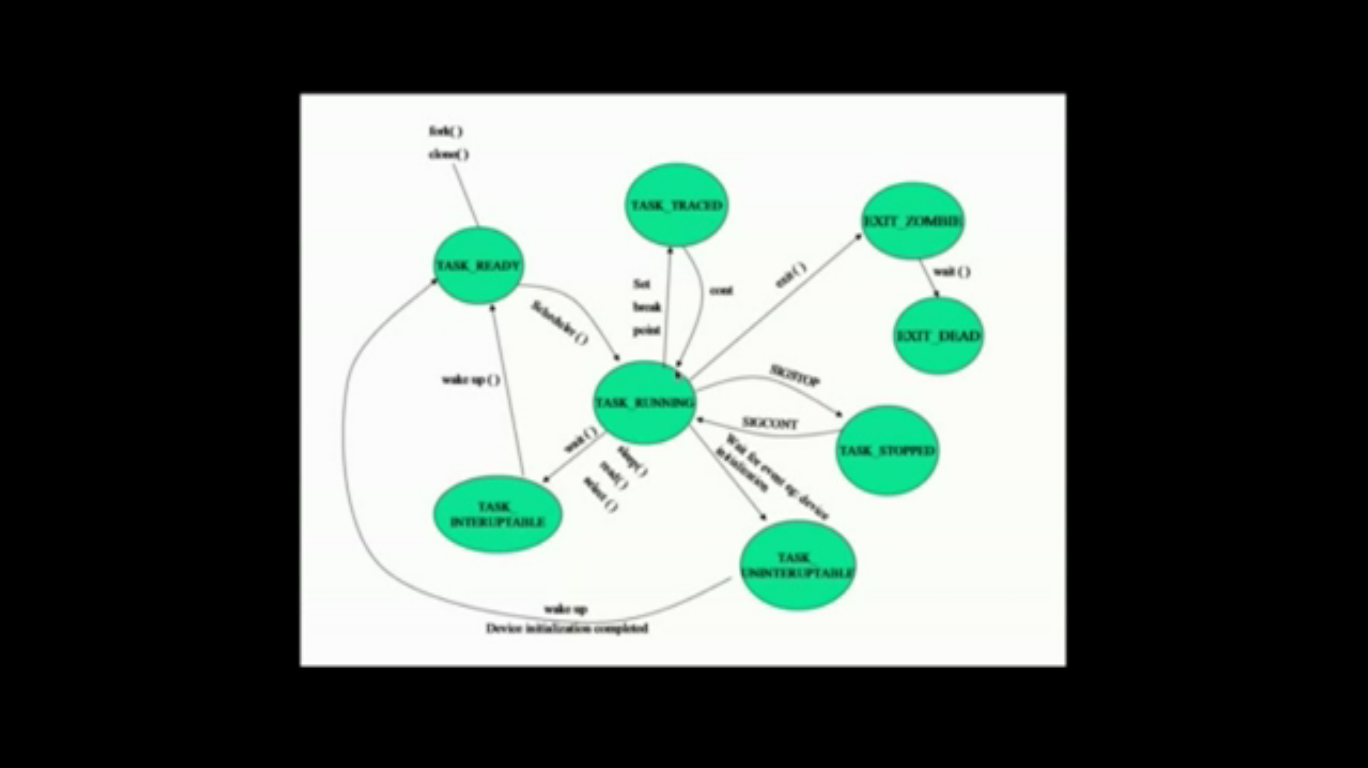 fork( )
clone( )
TASK_TRACED
EXIT_ZOMBIE
TASK_READY
wait ( )
exit ( )
Set
break
point
cont
Scheduler ( )
EXIT_DEAD
wake up ( )
TASK_RUNNING
SIGSTOP
SIGCONT
wait ( )
sleep( )
read( )
select ( )
Wait for event eg: device
initialization
TASK_STOPPED
TASK_
INTERUPTABLE
TASK_
UNINTERUPTABLE
wake up
Device initialization completed